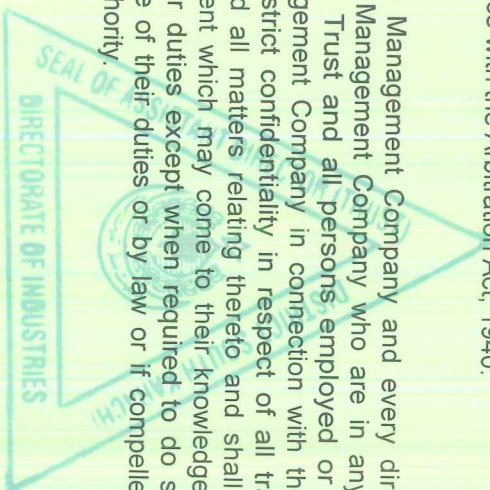 ce with the Arbitration Act, 1940.
Management Company and every dir
Management Company who are in any
Trust and all persons employed or
gement Company in connection with th
strict confidentiality in respect of all tr
d all matters relating thereto and shall
ent which may come to their knowledge
r duties except when required to do s
e of their duties or by law or if compelle
hority.
SEAL OF ASSISTANT
DIRECTORATE OF INDUSTRIES